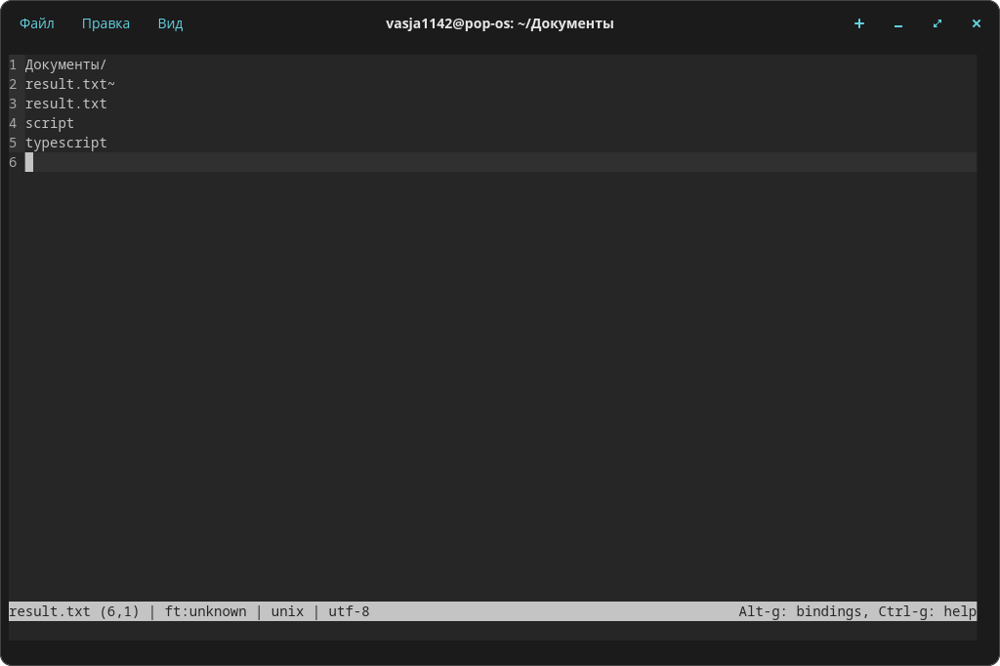 Файл Правка Вид vasja1142@pop-os: ~/Документы
1 Документы/
2 result.txt~
3 result.txt
4 script
5 typescript
6
result.txt (6,1) | ft:unknown | unix | utf-8 Alt-g: bindings, Ctrl-g: help